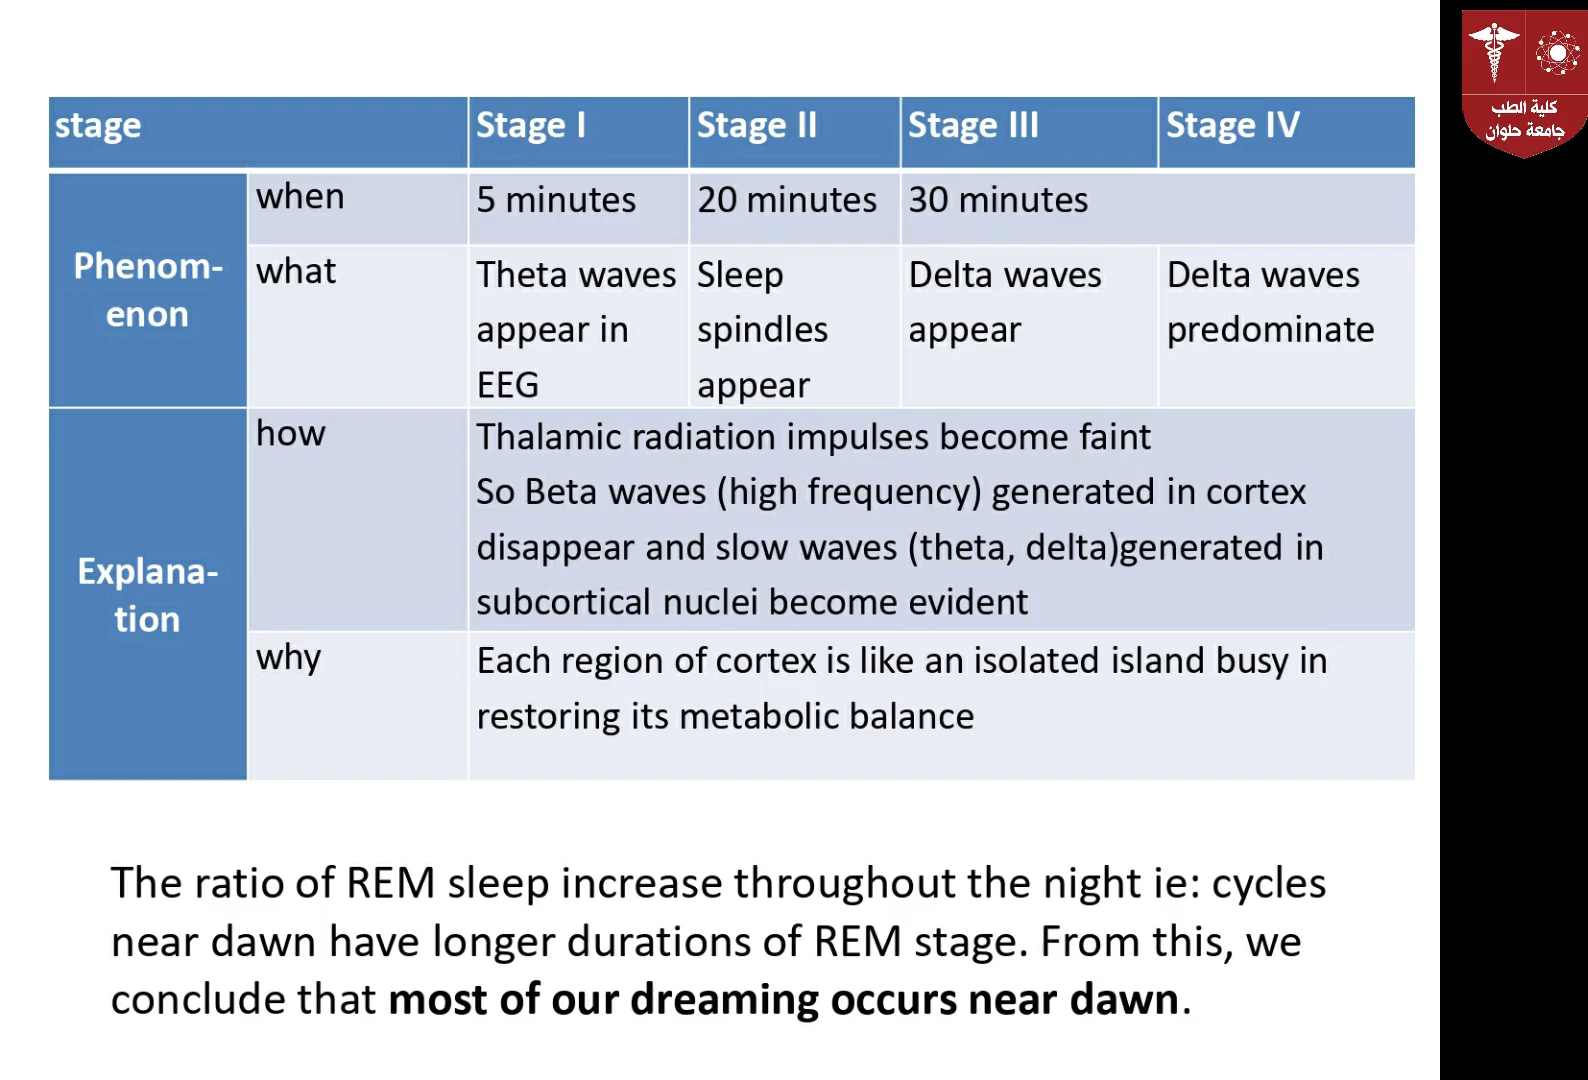 stage
Stage I
Stage II
Stage III
Stage IV
Phenom-
enon
when
5 minutes
20 minutes
30 minutes
what
Theta waves
appear in
EEG
Sleep
spindles
appear
Delta waves
appear
Delta waves
predominate
Explana-
tion
how
Thalamic radiation impulses become faint
So Beta waves (high frequency) generated in cortex
disappear and slow waves (theta, delta)generated in
subcortical nuclei become evident
why
Each region of cortex is like an isolated island busy in
restoring its metabolic balance
The ratio of REM sleep increase throughout the night ie: cycles
near dawn have longer durations of REM stage. From this, we
conclude that most of our dreaming occurs near dawn.
كلية الطب
جامعة حلوان